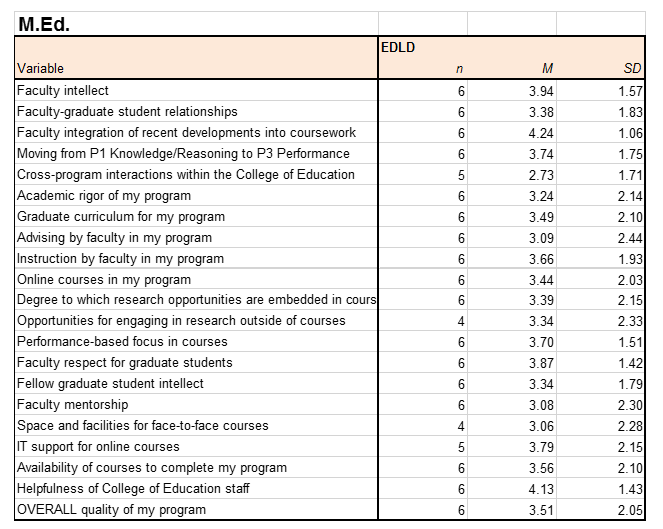 M.Ed.
EDLD
Variable n M SD
Faculty intellect 6 3.94 1.57
Faculty-graduate student relationships 6 3.38 1.83
Faculty integration of recent developments into coursework 6 4.24 1.06
Moving from P1 Knowledge/Reasoning to P3 Performance 6 3.74 1.75
Cross-program interactions within the College of Education 5 2.73 1.71
Academic rigor of my program 6 3.24 2.14
Graduate curriculum for my program 6 3.49 2.10
Advising by faculty in my program 6 3.09 2.44
Instruction by faculty in my program 6 3.66 1.93
Online courses in my program 6 3.44 2.03
Degree to which research opportunities are embedded in cours 6 3.39 2.15
Opportunities for engaging in research outside of courses 4 3.34 2.33
Performance-based focus in courses 6 3.70 1.51
Faculty respect for graduate students 6 3.87 1.42
Fellow graduate student intellect 6 3.34 1.79
Faculty mentorship 6 3.08 2.30
Space and facilities for face-to-face courses 4 3.06 2.28
IT support for online courses 5 3.79 2.15
Availability of courses to complete my program 6 3.56 2.10
Helpfulness of College of Education staff 6 4.13 1.43
OVERALL quality of my program 6 3.51 2.05